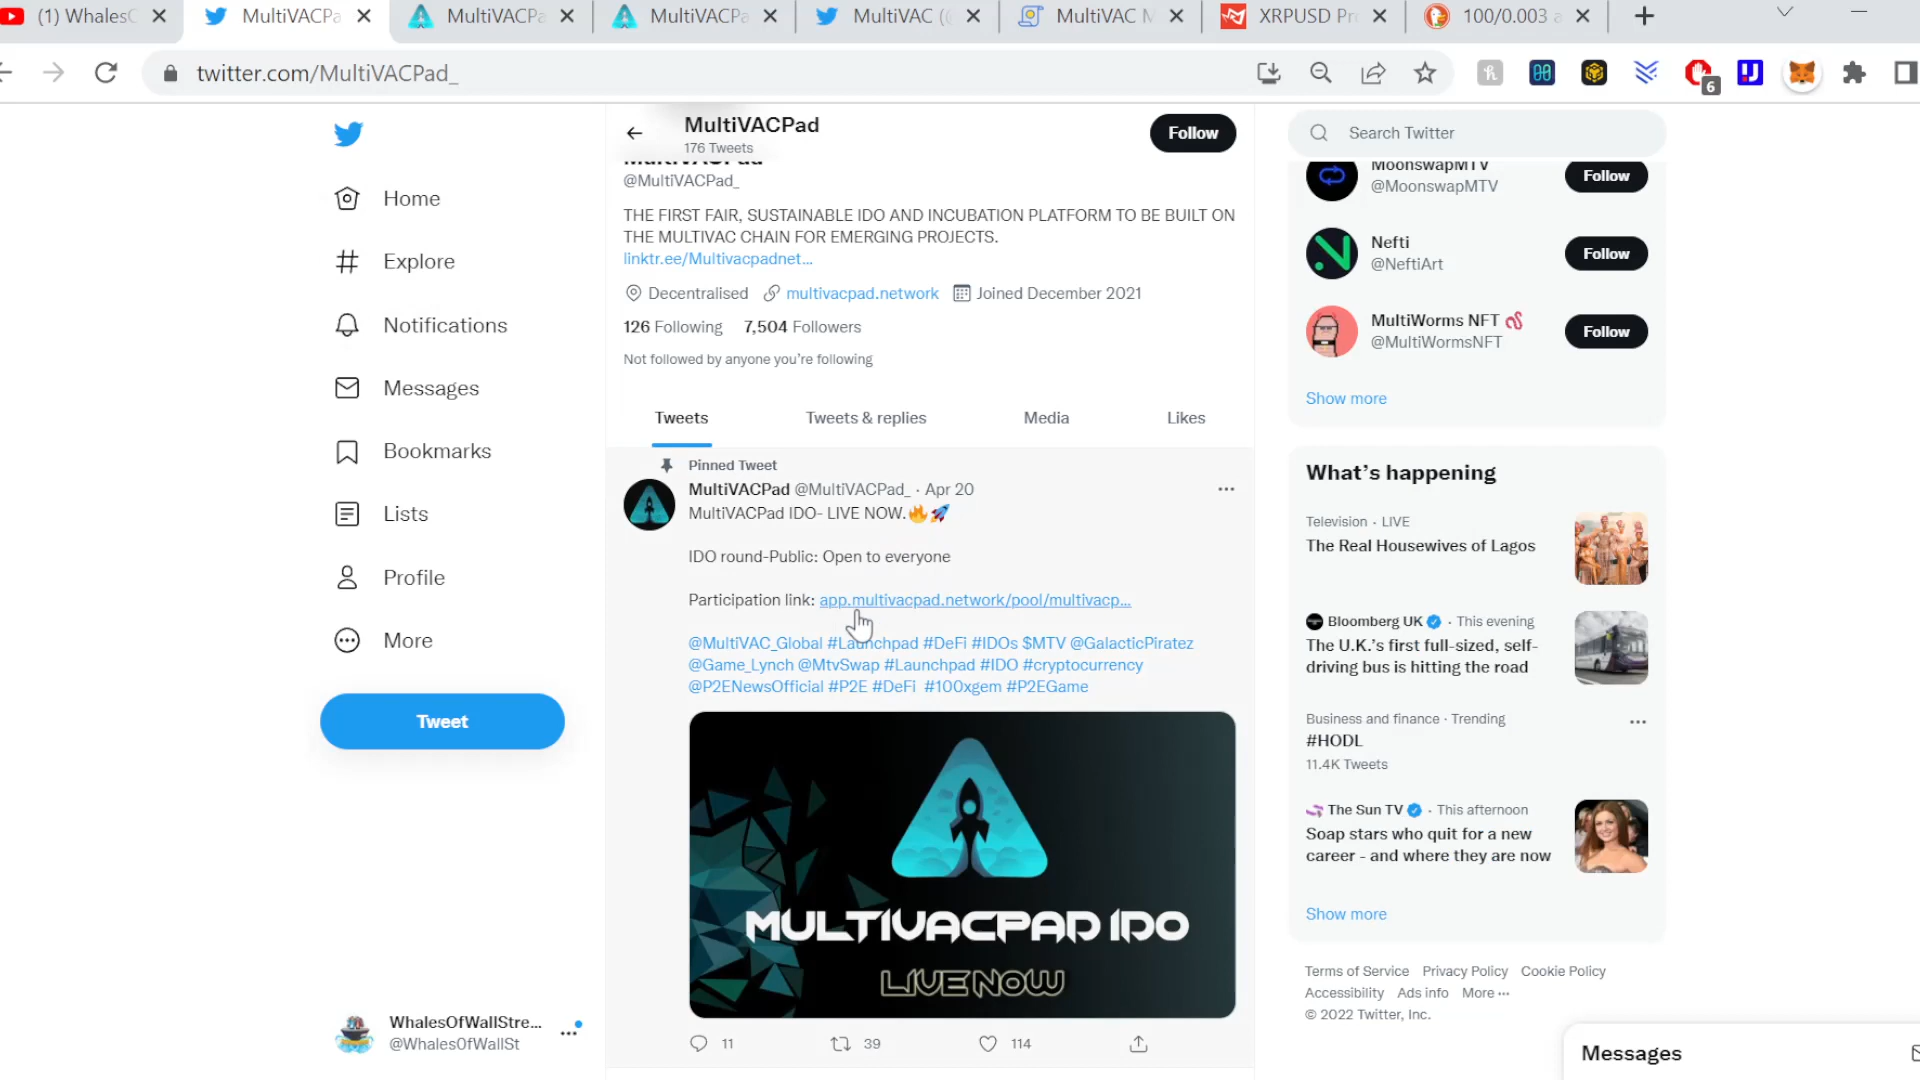 (1) WhalesO
MultiVACPa
MultiVACPa
MultiVACPa
MultiVAC (@
MultiVAC M
XRPUSD Pr
100/0.003 a
twitter.com/MultiVACPad_
6
MultiVACPad
176 Tweets
Follow
Search Twitter
Home
Explore
Notifications
Messages
Bookmarks
Lists
Profile
More
Tweet
WhalesOfWallStre...
@WhalesOfWallSt
MultiVACPad
@MultiVACPad_
THE FIRST FAIR, SUSTAINABLE IDO AND INCUBATION PLATFORM TO BE BUILT ON
THE MULTIVAC CHAIN FOR EMERGING PROJECTS.
linktr.ee/Multivacpadnet...
Decentralised multivacpad.network Joined December 2021
126 Following 7,504 Followers
Not followed by anyone you're following
Tweets Tweets & replies Media Likes
Pinned Tweet
MultiVACPad @MultiVACPad_ · Apr 20
MultiVACPad IDO- LIVE NOW.🔥🚀
IDO round-Public: Open to everyone
Participation link: app.multivacpad.network/pool/multivacp...
@MultiVAC_Global #Launchpad #DeFi #IDOs $MTV @GalacticPiratez
@Game_Lynch @MtvSwap #Launchpad #IDO #cryptocurrency
@P2ENewsOfficial #P2E #DeFi #100xgem #P2EGame
MULTIVACPAD IDO
LIVE NOW
11 39 114
MoonswapMTV
@MoonswapMTV
Follow
Nefti
@NeftiArt
Follow
MultiWorms NFT
@MultiWormsNFT
Follow
Show more
What's happening
Television · LIVE
The Real Housewives of Lagos
Bloomberg UK · This evening
The U.K.'s first full-sized, self-
driving bus is hitting the road
Business and finance · Trending
#HODL
11.4K Tweets
The Sun TV · This afternoon
Soap stars who quit for a new
career - and where they are now
Show more
Terms of Service Privacy Policy Cookie Policy
Accessibility Ads info More ···
© 2022 Twitter, Inc.
Messages